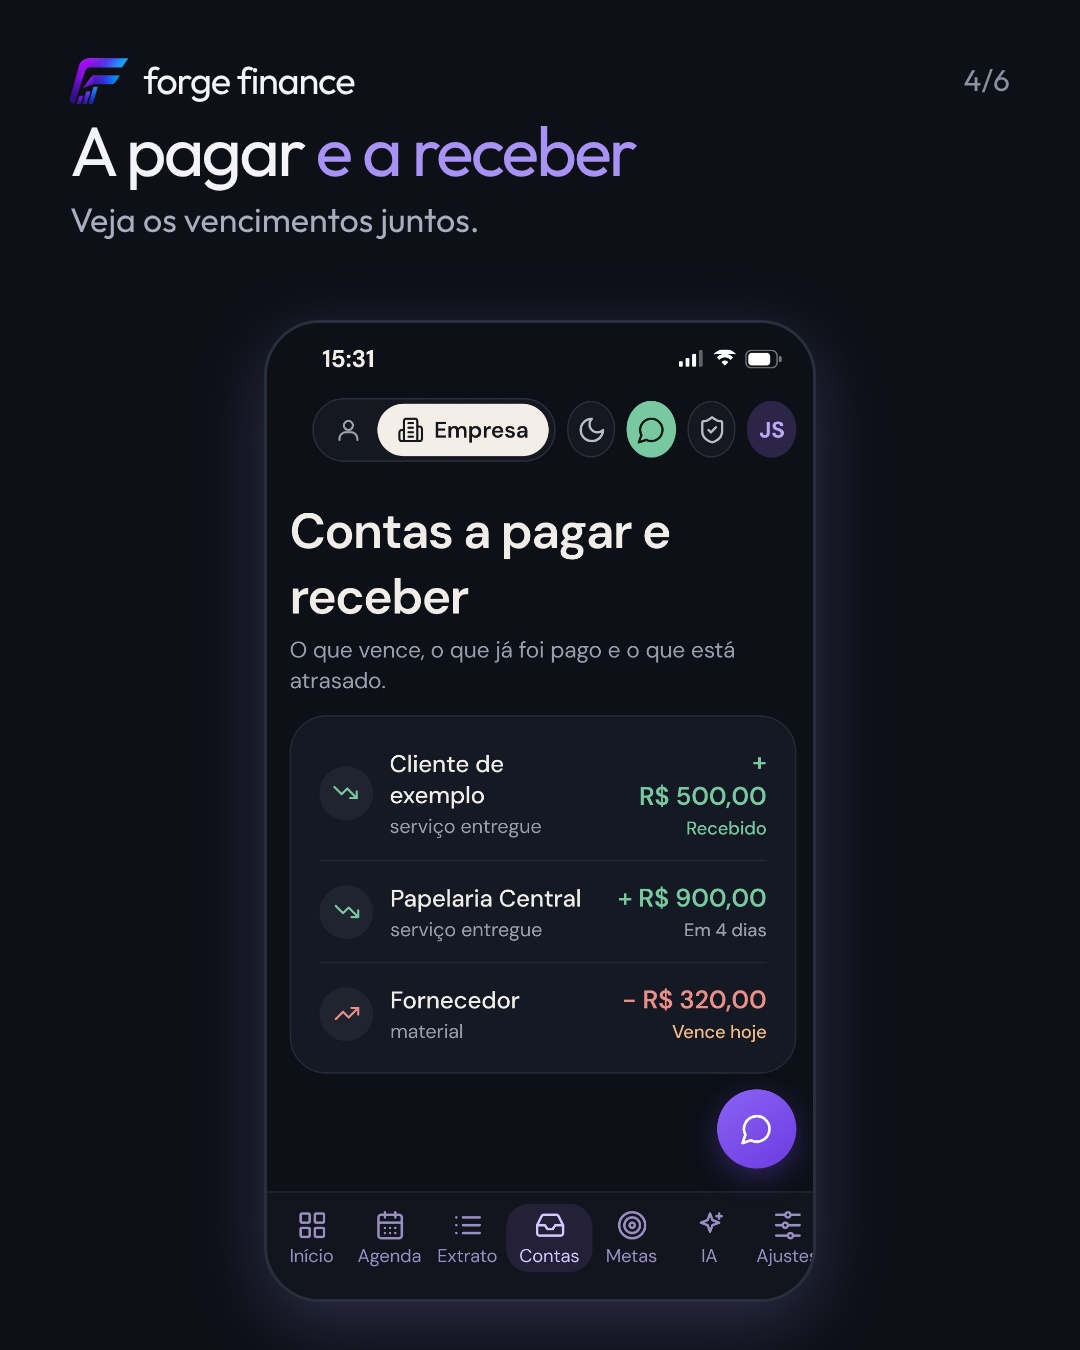 forge finance
4/6
A pagar e a receber
Veja os vencimentos juntos.
15:31
Empresa
JS
Contas a pagar e
receber
O que vence, o que já foi pago e o que está
atrasado.
Cliente de
exemplo
serviço entregue
+
R$ 500,00
Recebido
Papelaria Central
serviço entregue
+ R$ 900,00
Em 4 dias
Fornecedor
material
− R$ 320,00
Vence hoje
Início
Agenda
Extrato
Contas
Metas
IA
Ajustes